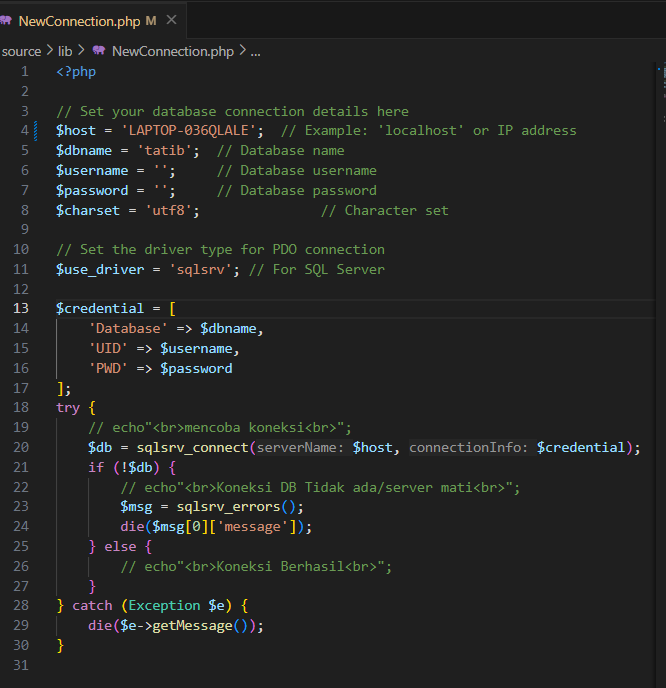 NewConnection.php M ×
source > lib > NewConnection.php > ...
1 <?php
2
3 // Set your database connection details here
4 $host = 'LAPTOP-036QLALE';  // Example: 'localhost' or IP address
5 $dbname = 'tatib';  // Database name
6 $username = '';     // Database username
7 $password = '';     // Database password
8 $charset = 'utf8';               // Character set
9
10 // Set the driver type for PDO connection
11 $use_driver = 'sqlsrv'; // For SQL Server
12
13 $credential = [
14     'Database' => $dbname,
15     'UID' => $username,
16     'PWD' => $password
17 ];
18 try {
19     // echo"<br>mencoba koneksi<br>";
20     $db = sqlsrv_connect(serverName: $host, connectionInfo: $credential);
21     if (!$db) {
22         // echo"<br>Koneksi DB Tidak ada/server mati<br>";
23         $msg = sqlsrv_errors();
24         die($msg[0]['message']);
25     } else {
26         // echo"<br>Koneksi Berhasil<br>";
27     }
28 } catch (Exception $e) {
29     die($e->getMessage());
30 }
31